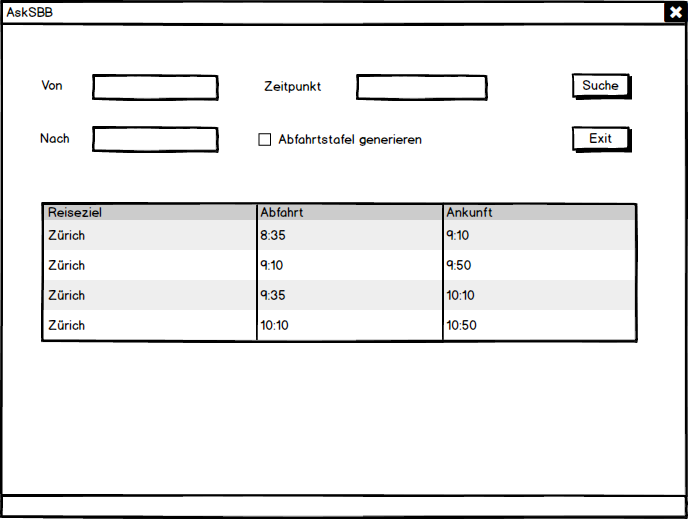 AskSBB
Von Zeitpunkt Suche
Nach Abfahrtstafel generieren Exit
Reiseziel Abfahrt Ankunft
Zürich 8:35 9:10
Zürich 9:10 9:50
Zürich 9:35 10:10
Zürich 10:10 10:50